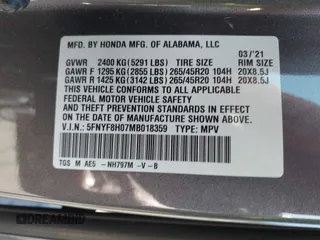 MFD. BY HONDA MFG. OF ALABAMA, LLC
03/'21
GVWR 2400 KG (5291 LBS) TIRE SIZE RIM SIZE
GAWR F 1295 KG (2855 LBS) 265/45R20 104H 20X8.5J
GAWR R 1425 KG (3142 LBS) 265/45R20 104H 20X8.5J
THIS VEHICLE CONFORMS TO ALL APPLICABLE
FEDERAL MOTOR VEHICLE SAFETY, BUMPER,
AND THEFT PREVENTION STANDARDS IN EFFECT
ON THE DATE OF MANUFACTURE SHOWN ABOVE.
V.I.N.: 5FNYF8H07MB018359 TYPE: MPV
TGS M AE5 -NH797M -V-B